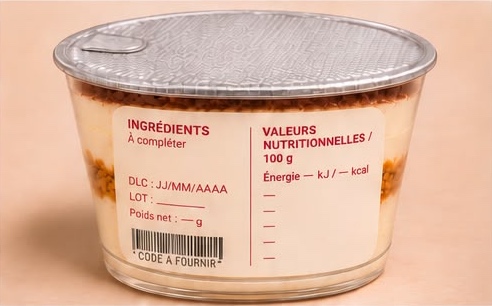 INGRÉDIENTS
À compléter
DLC : JJ/MM/AAAA
LOT : ________
Poids net : — g
* CODE À FOURNIR *
VALEURS
NUTRITIONNELLES /
100 g
Énergie — kJ / — kcal
—
—
—
—
—